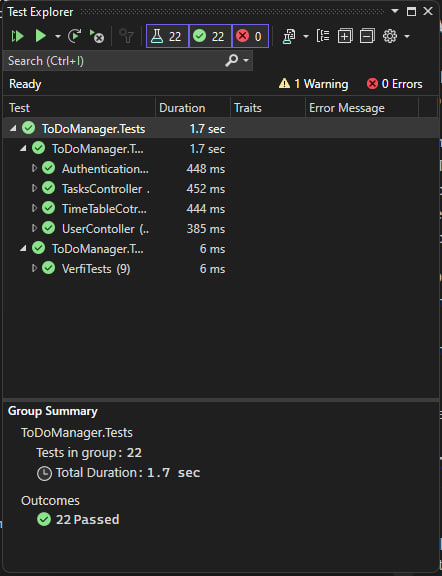 Test Explorer
22 22 0
Search (Ctrl+I)
Ready 1 Warning 0 Errors
Test Duration Traits Error Message
ToDoManager.Tests 1.7 sec
ToDoManager.T... 1.7 sec
Authentication... 448 ms
TasksController . 452 ms
TimeTableCotr... 444 ms
UserContoller (.. 385 ms
ToDoManager.T... 6 ms
VerfiTests (9) 6 ms
Group Summary
ToDoManager.Tests
Tests in group: 22
Total Duration: 1.7 sec
Outcomes
22 Passed